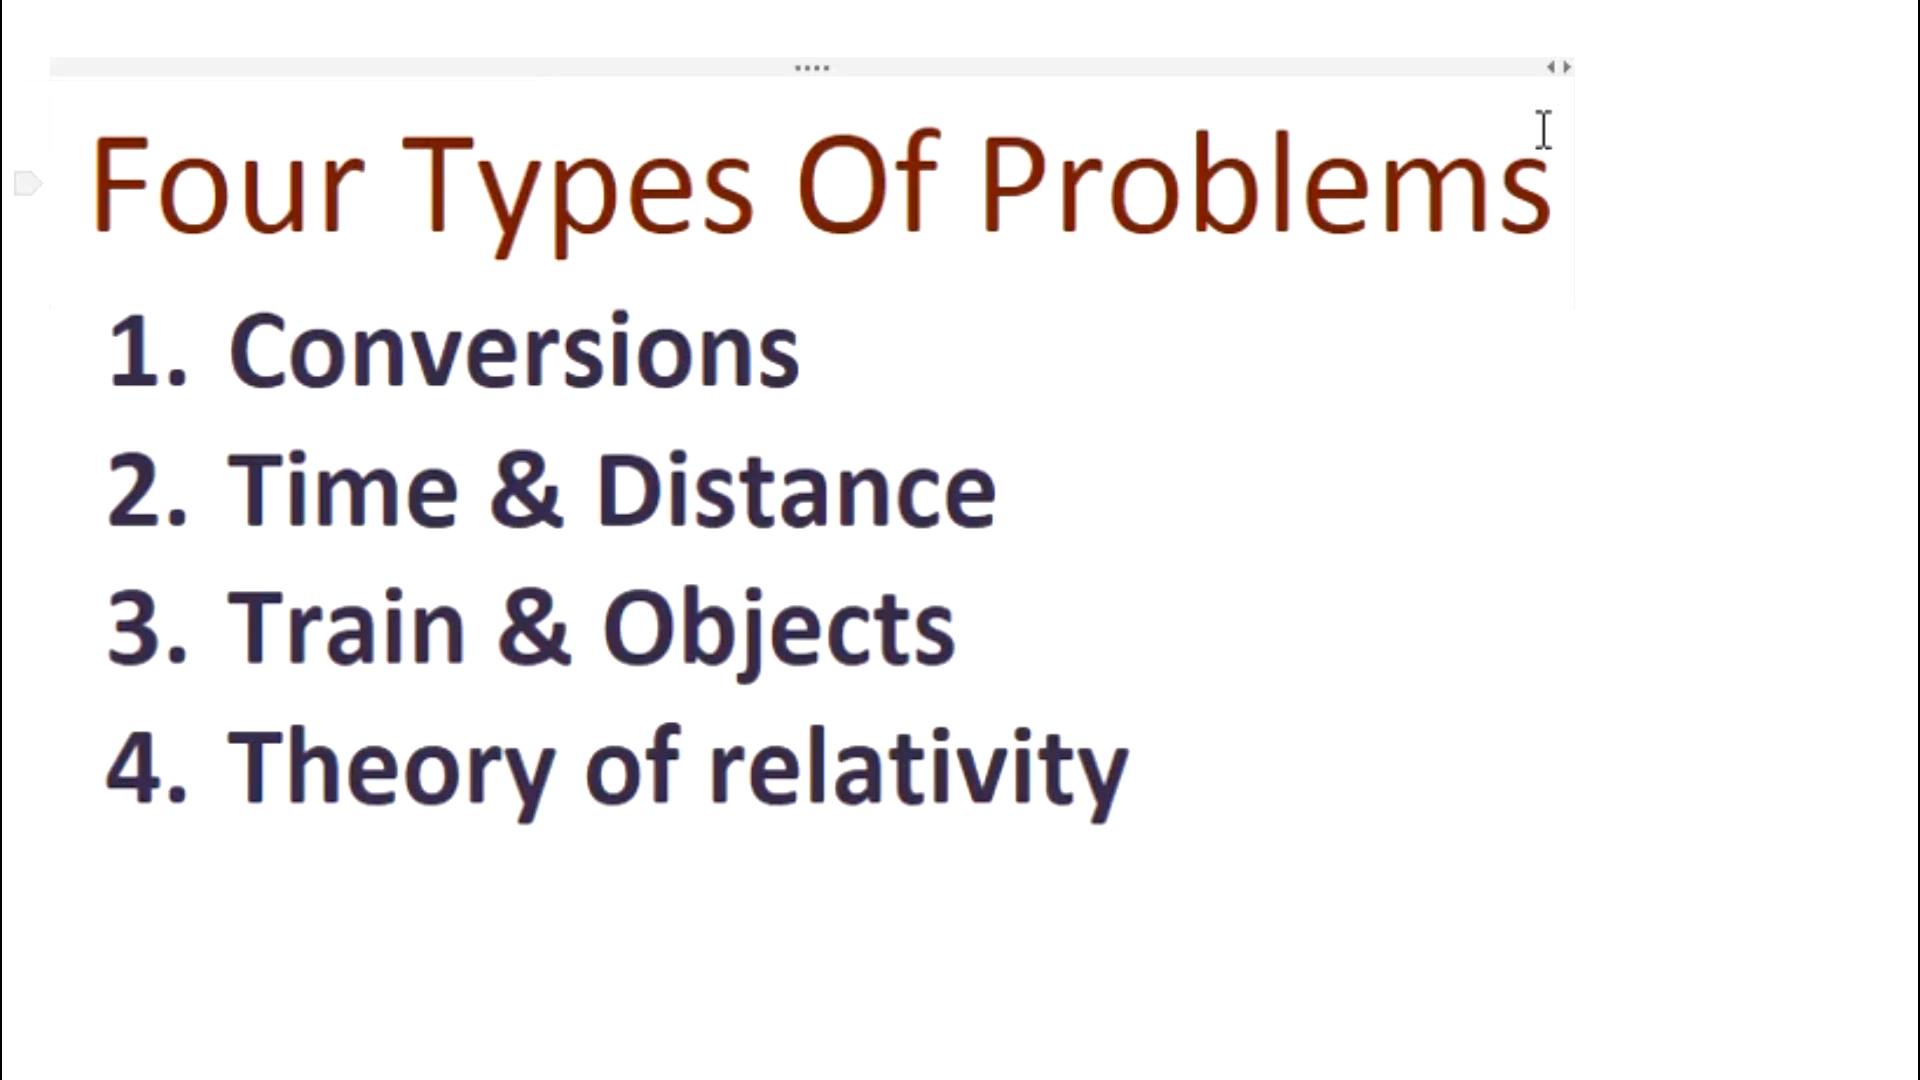 Four Types Of Problems
1. Conversions
2. Time & Distance
3. Train & Objects
4. Theory of relativity